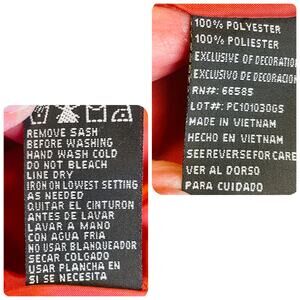 100% POLYESTER
100% POLIESTER
EXCLUSIVE OF DECORATIO
EXCLUSIVO DE DECORACION
RN#: 66585
LOT#: PC101030GS
MADE IN VIETNAM
HECHO EN VIETNAM
SEE REVERSE FOR CARE
VER AL DORSO
PARA CUIDADO
REMOVE SASH
BEFORE WASHING
HAND WASH COLD
DO NOT BLEACH
LINE DRY
IRON ON LOWEST SETTING
AS NEEDED
QUITAR EL CINTURON
ANTES DE LAVAR
LAVAR A MANO
CON AGUA FRIA
NO USAR BLANQUEADOR
SECAR COLGADO
USAR PLANCHA EN
SI SE NECESITA